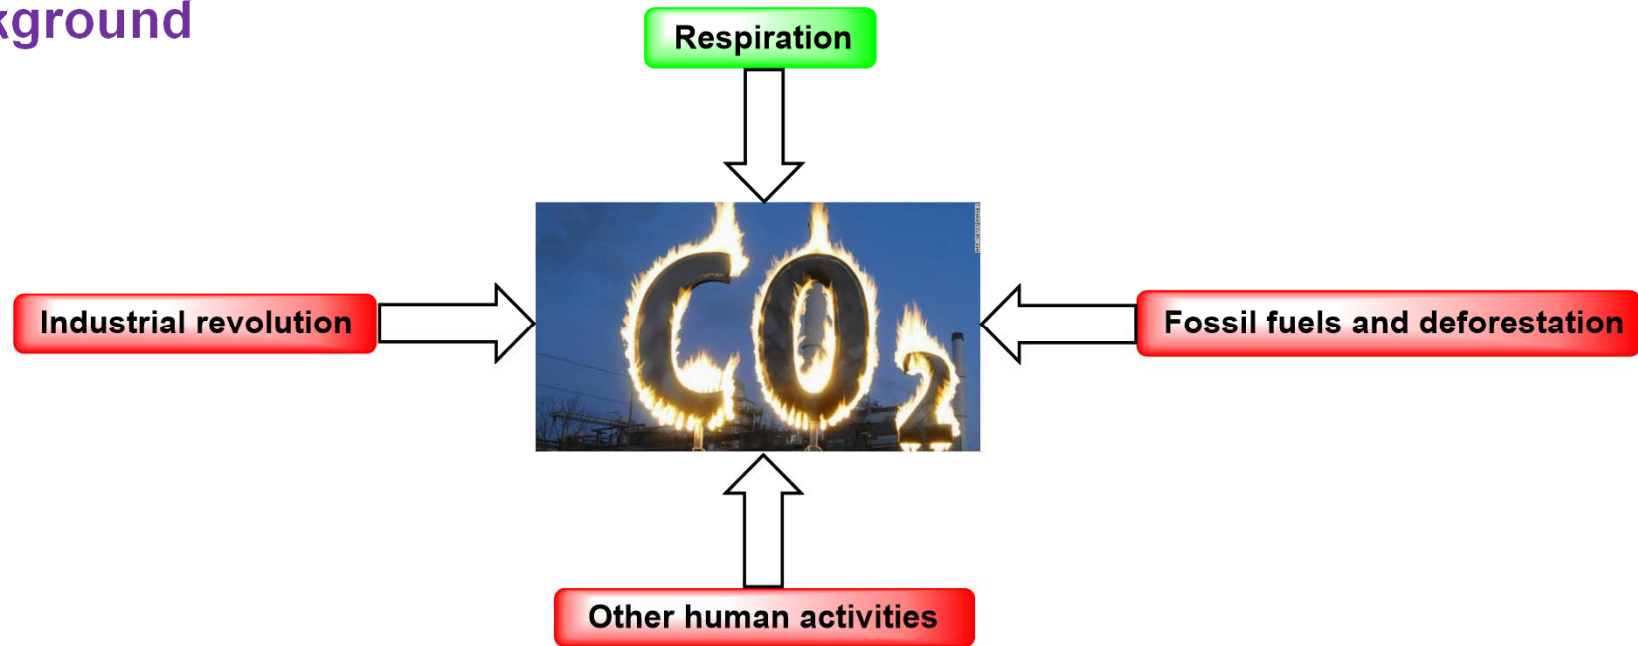 kground
Respiration
CO2
Industrial revolution
Fossil fuels and deforestation
Other human activities